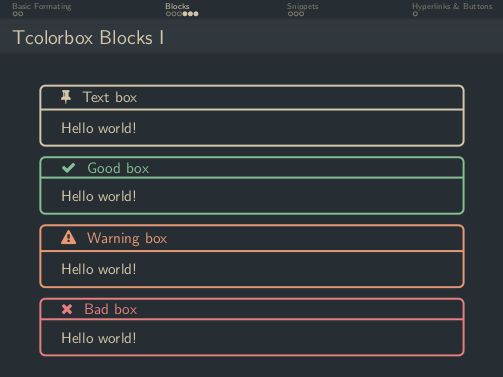 Basic Formating Blocks Snippets Hyperlinks & Buttons
Tcolorbox Blocks I
Text box
Hello world!
Good box
Hello world!
Warning box
Hello world!
Bad box
Hello world!